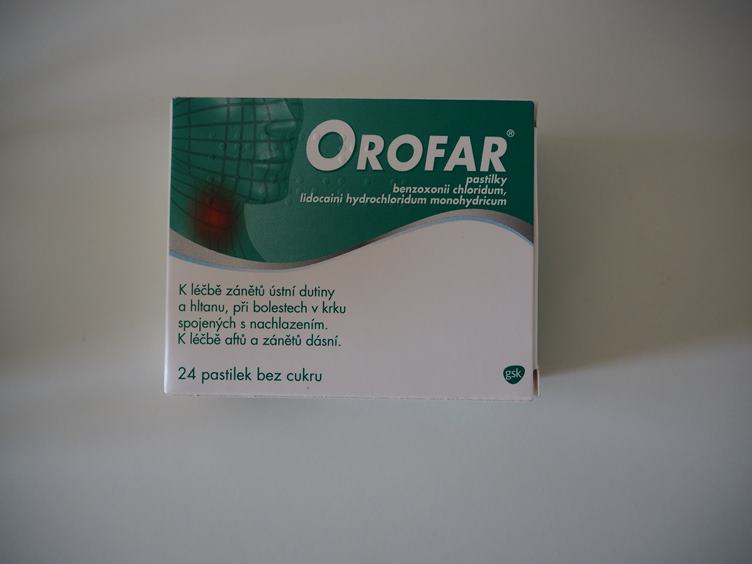 OROFAR®
pastilky
benzoxonii chloridum,
lidocaini hydrochloridum monohydricum
K léčbě zánětů ústní dutiny
a hltanu, při bolestech v krku
spojených s nachlazením.
K léčbě aftů a zánětů dásní.
24 pastilek bez cukru
gsk